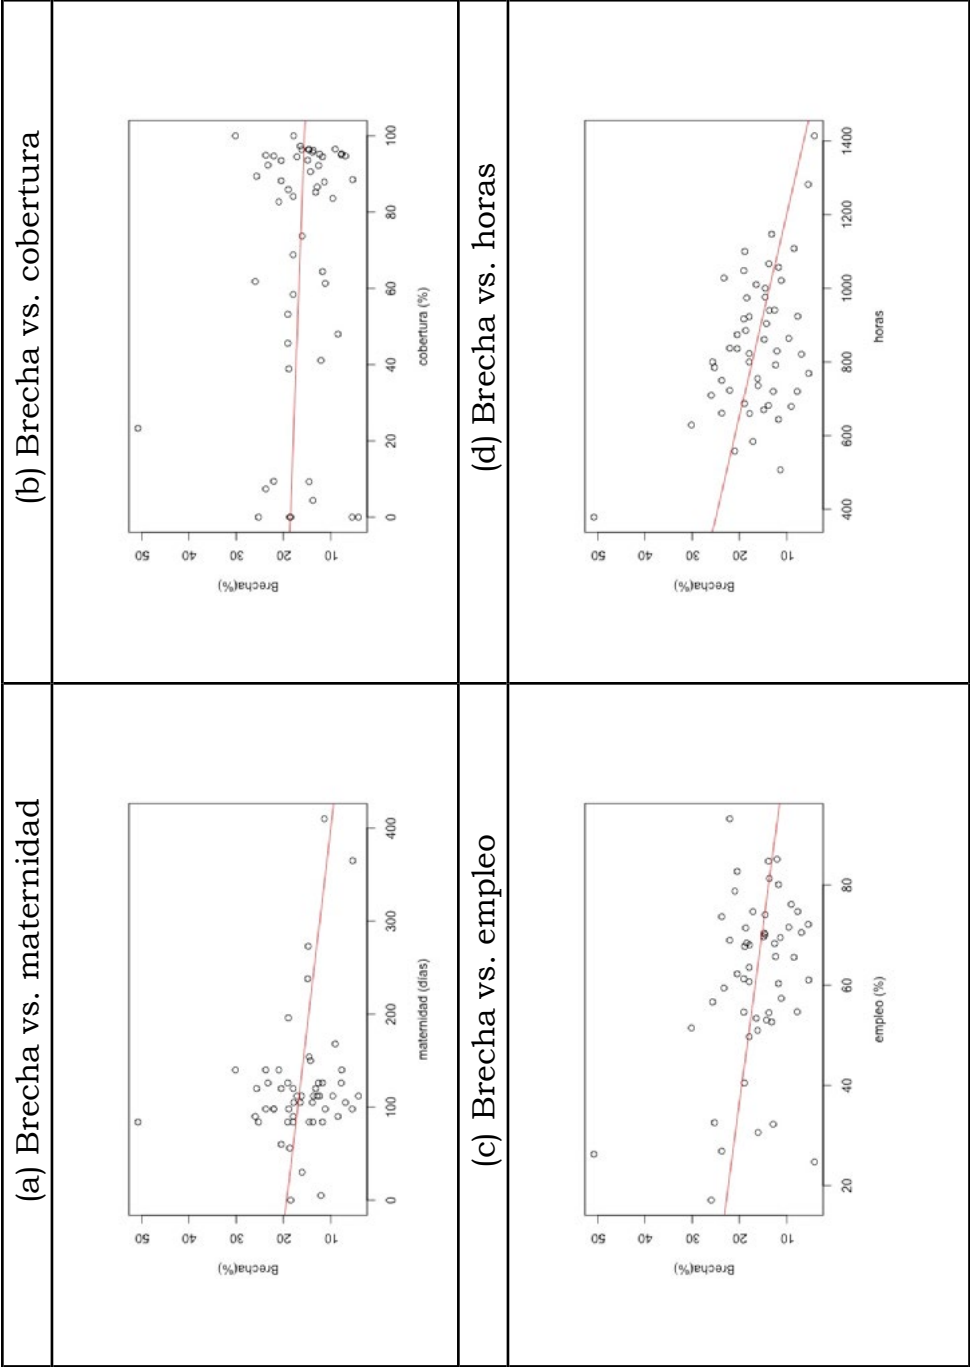 (a) Brecha vs. maternidad
Brecha(%)
10 20 30 40 50
0 100 200 300 400
maternidad (días)
(b) Brecha vs. cobertura
Brecha(%)
10 20 30 40 50
0 20 40 60 80 100
cobertura (%)
(c) Brecha vs. empleo
Brecha(%)
10 20 30 40 50
20 40 60 80
empleo (%)
(d) Brecha vs. horas
Brecha(%)
10 20 30 40 50
400 600 800 1000 1200 1400
horas